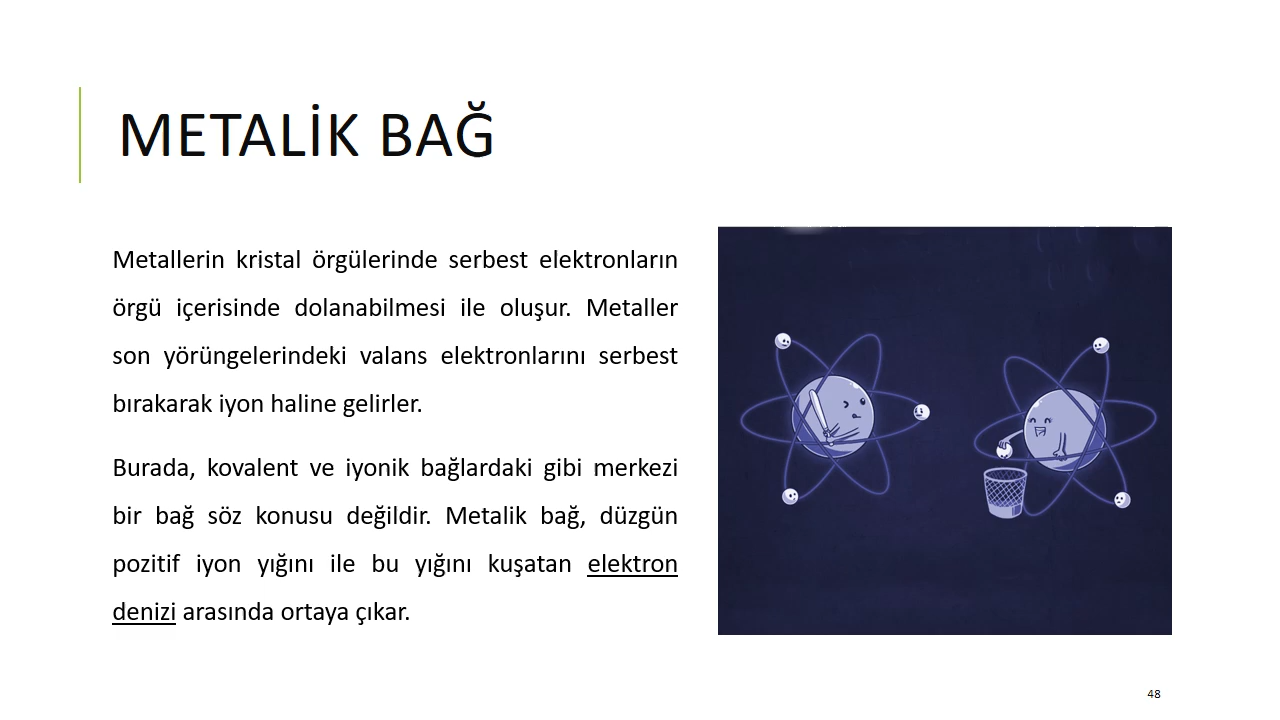 METALİK BAĞ
Metallerin kristal örgülerinde serbest elektronların
örgü içerisinde dolanabilmesi ile oluşur. Metaller
son yörüngelerindeki valans elektronlarını serbest
bırakarak iyon haline gelirler.
Burada, kovalent ve iyonik bağlardaki gibi merkezi
bir bağ söz konusu değildir. Metalik bağ, düzgün
pozitif iyon yığını ile bu yığını kuşatan elektron
denizi arasında ortaya çıkar.
48